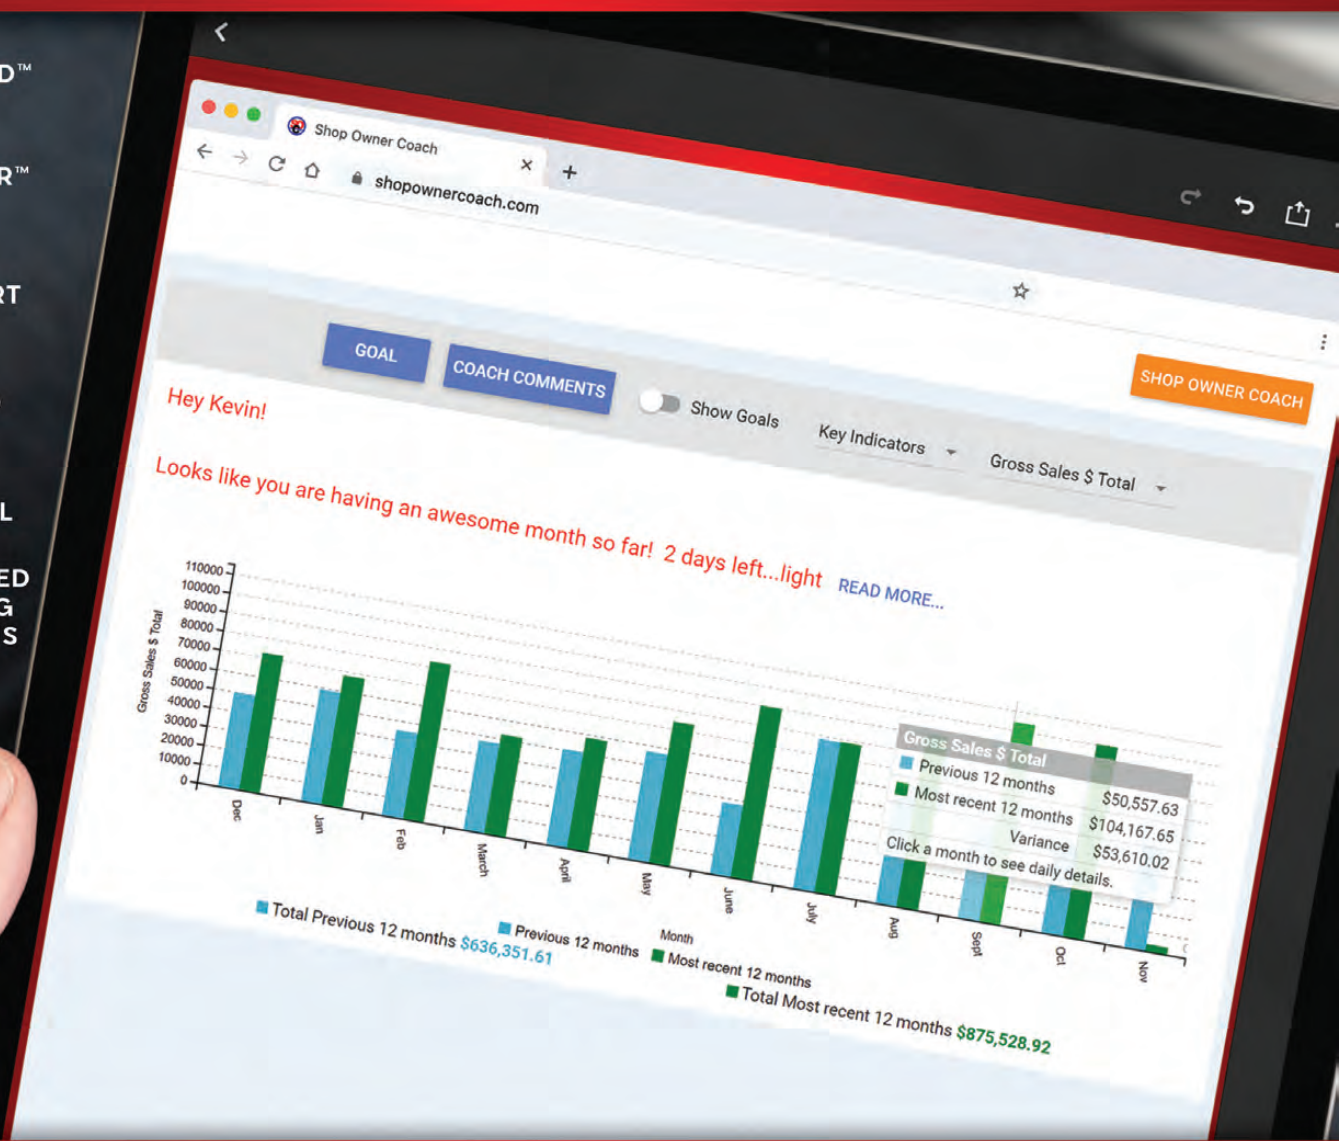 D™
R™
RT
L
ED
G
S
Shop Owner Coach
shopownercoach.com
SHOP OWNER COACH
GOAL
COACH COMMENTS
Show Goals
Key Indicators
Gross Sales $ Total
Hey Kevin!
Looks like you are having an awesome month so far! 2 days left...light READ MORE...
Gross Sales $ Total
110000
100000
90000
80000
70000
60000
50000
40000
30000
20000
10000
0
Dec
Jan
Feb
March
April
May
June
July
Aug
Sept
Oct
Nov
Gross Sales $ Total
Previous 12 months $50,557.63
Most recent 12 months $104,167.65
Variance $53,610.02
Click a month to see daily details.
Month
Previous 12 months
Most recent 12 months
Total Previous 12 months $636,351.61
Total Most recent 12 months $875,528.92